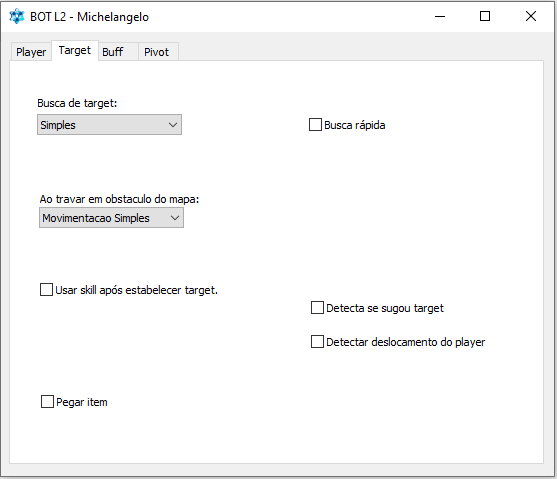 BOT L2 - Michelangelo
Player Target Buff Pivot
Busca de target:
Simples
Busca rápida
Ao travar em obstaculo do mapa:
Movimentacao Simples
Usar skill após estabelecer target.
Detecta se sugou target
Detectar deslocamento do player
Pegar item